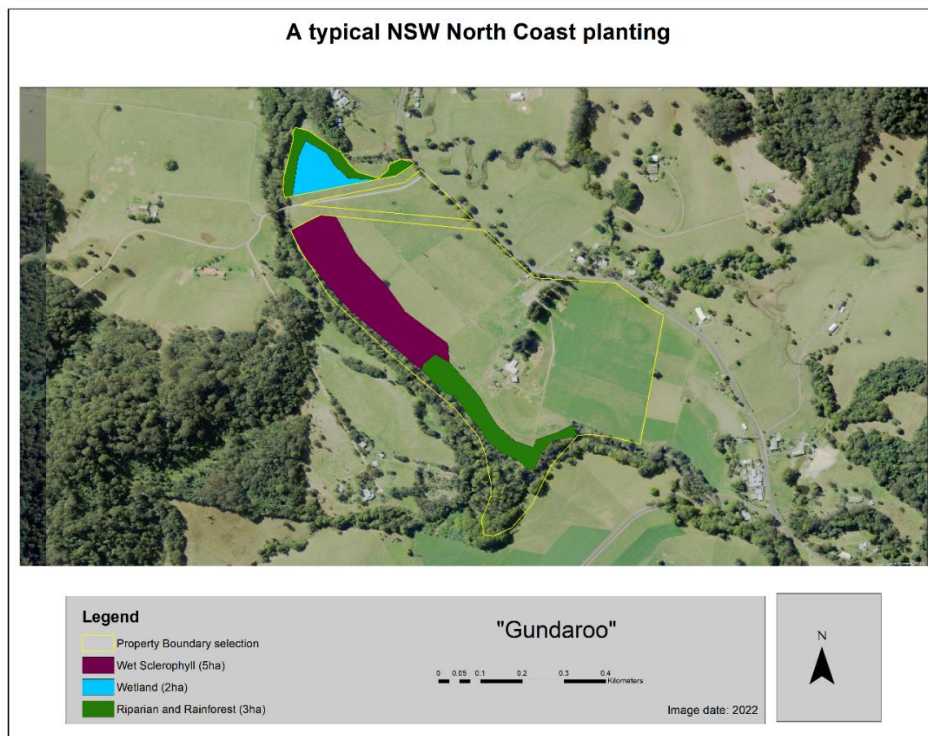 A typical NSW North Coast planting
Legend
Property Boundary selection
Wet Sclerophyll (5ha)
Wetland (2ha)
Riparian and Rainforest (3ha)
"Gundaroo"
0 0.05 0.1 0.2 0.3 0.4
Kilometers
Image date: 2022
N